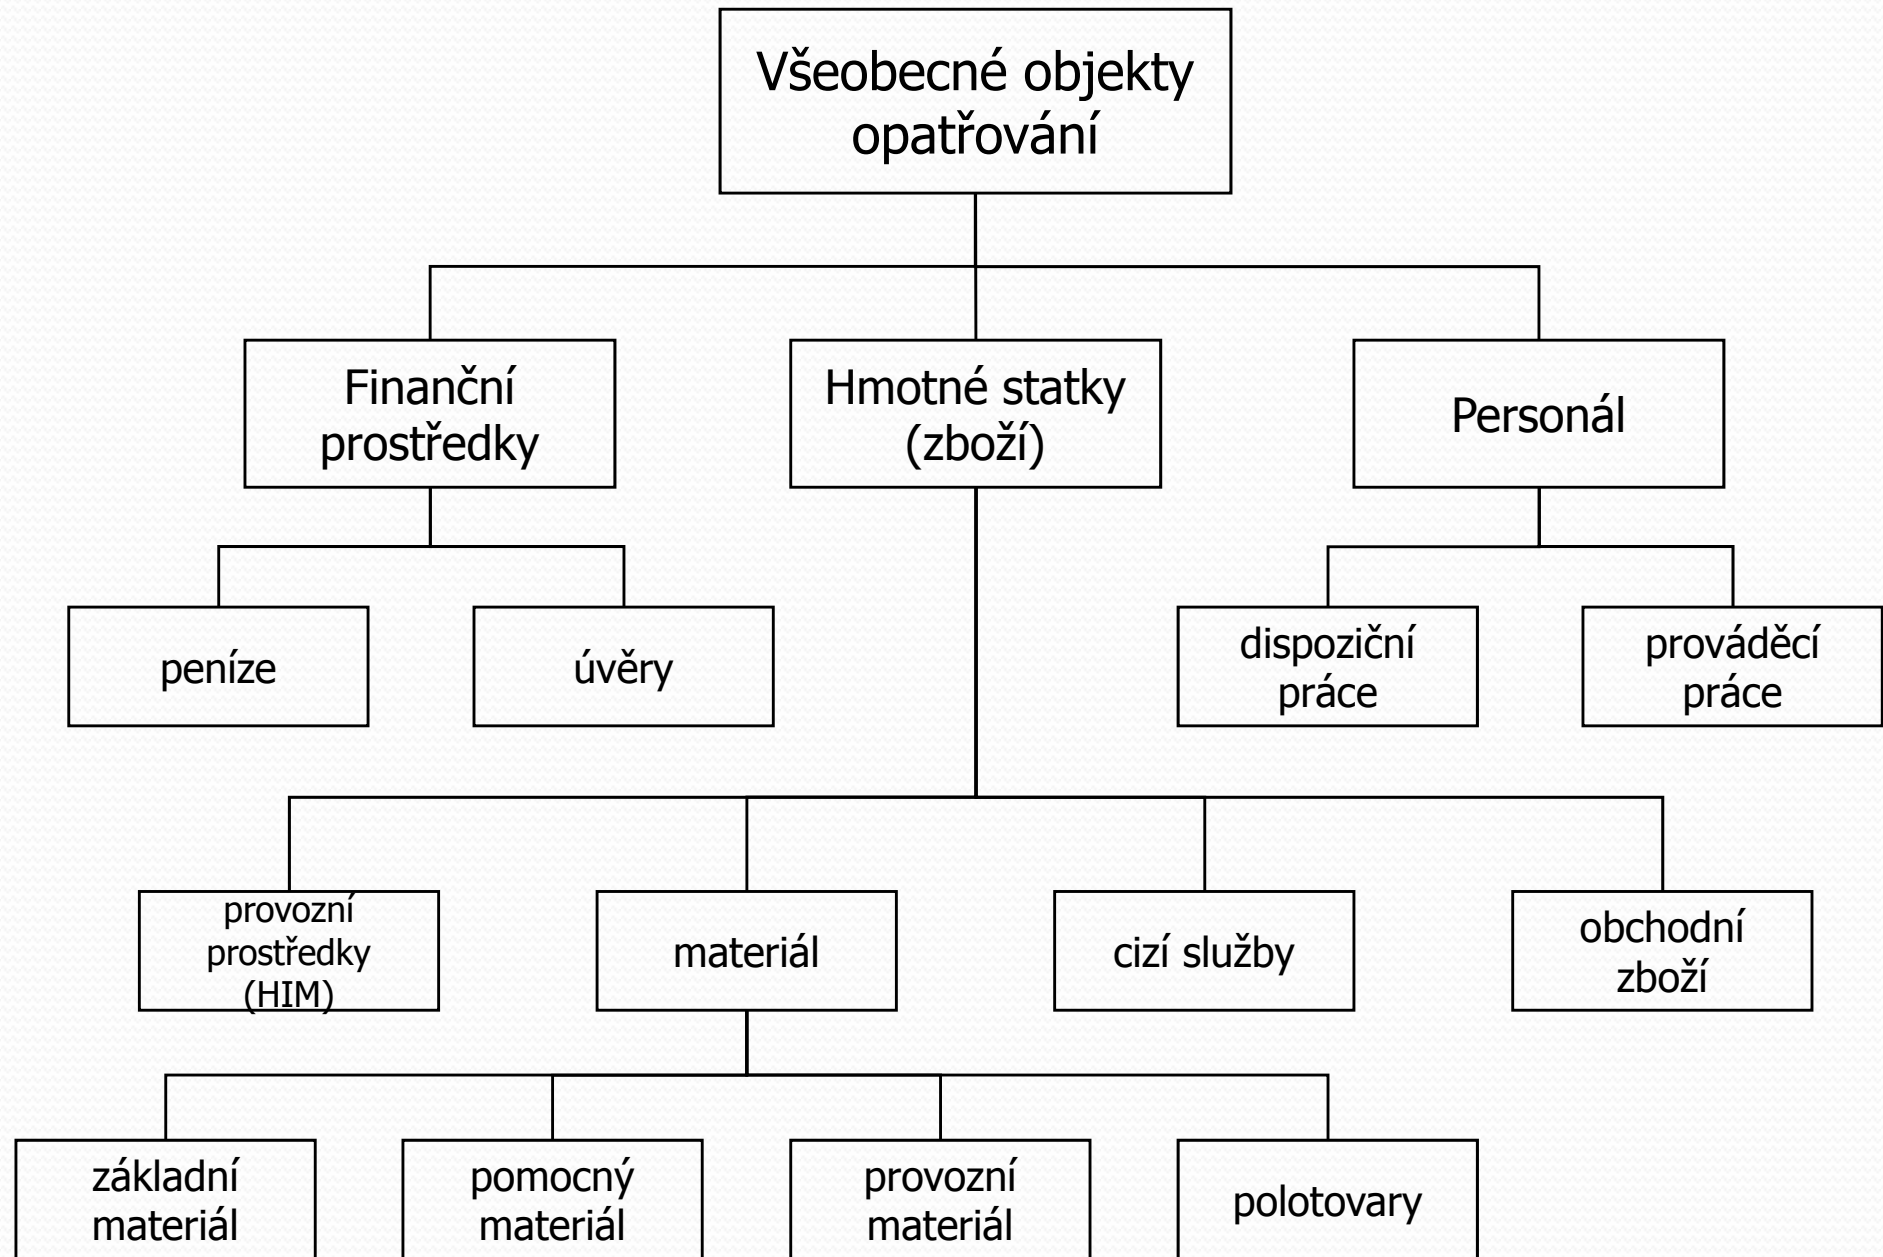 Všeobecné objekty
opatřování
Finanční
prostředky
Hmotné statky
(zboží)
Personál
peníze
úvěry
dispoziční
práce
prováděcí
práce
provozní
prostředky
(HIM)
materiál
cizí služby
obchodní
zboží
základní
materiál
pomocný
materiál
provozní
materiál
polotovary